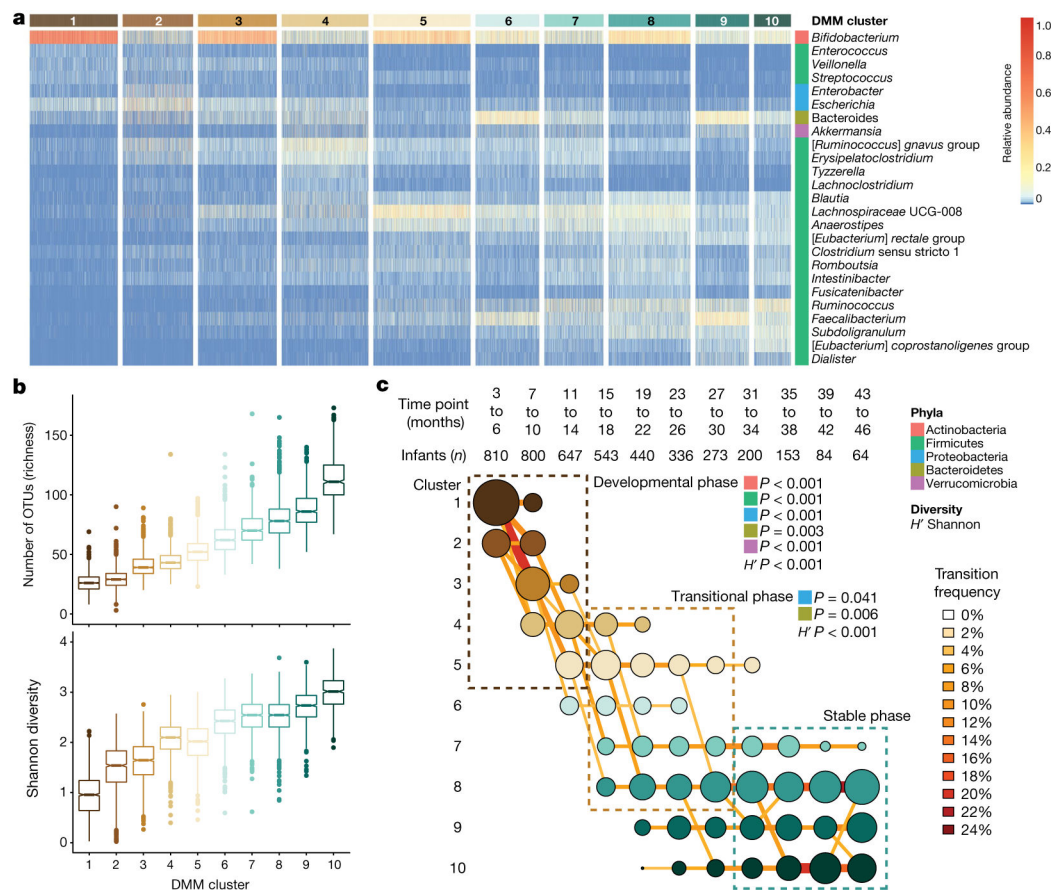 a
1 2 3 4 5 6 7 8 9 10 DMM cluster
Bifidobacterium
Enterococcus
Veillonella
Streptococcus
Enterobacter
Escherichia
Bacteroides
Akkermansia
[Ruminococcus] gnavus group
Erysipelatoclostridium
Tyzzerella
Lachnoclostridium
Blautia
Lachnospiraceae UCG-008
Anaerostipes
[Eubacterium] rectale group
Clostridium sensu stricto 1
Romboutsia
Intestinibacter
Fusicatenibacter
Ruminococcus
Faecalibacterium
Subdoligranulum
[Eubacterium] coprostanoligenes group
Dialister
Relative abundance
1.0
0.8
0.6
0.4
0.2
0
b
Number of OTUs (richness)
150
100
50
0
Shannon diversity
4
3
2
1
0
1 2 3 4 5 6 7 8 9 10
DMM cluster
c
Time point
(months)
3 7 11 15 19 23 27 31 35 39 43
to to to to to to to to to to to
6 10 14 18 22 26 30 34 38 42 46
Infants (n) 810 800 647 543 440 336 273 200 153 84 64
Cluster
1
2
3
4
5
6
7
8
9
10
Developmental phase
P < 0.001
P < 0.001
P < 0.001
P = 0.003
P < 0.001
H′ P < 0.001
Transitional phase
P = 0.041
P = 0.006
H′ P < 0.001
Stable phase
Phyla
Actinobacteria
Firmicutes
Proteobacteria
Bacteroidetes
Verrucomicrobia
Diversity
H′ Shannon
Transition
frequency
0%
2%
4%
6%
8%
10%
12%
14%
16%
18%
20%
22%
24%